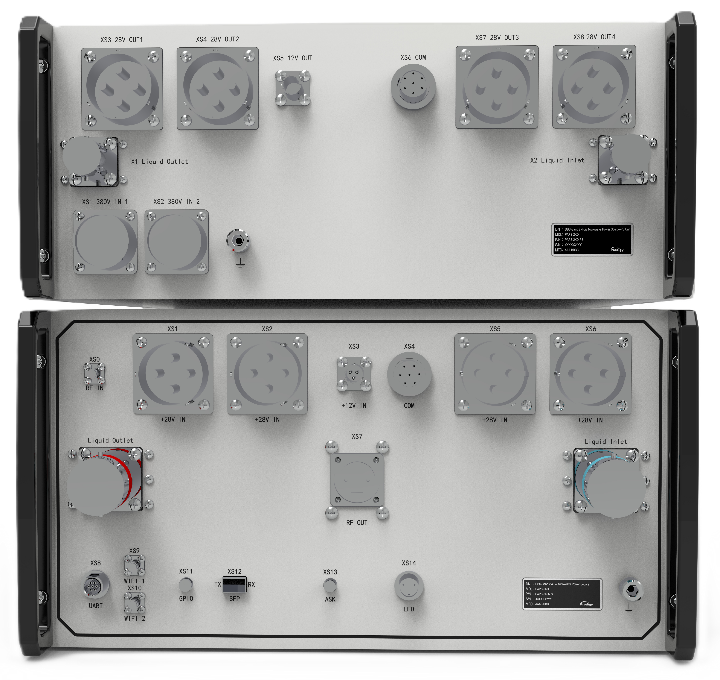 XS3 28V OUT1
XS4 28V OUT2
XS5 12V OUT
XS6 COM
XS7 28V OUT3
XS8 28V OUT4
X1 Liquid Outlet
X2 Liquid Inlet
XS1 380V IN 1
XS2 380V IN 2
XS1
XS2
XS3
XS4
XS5
XS6
RF IN
+28V IN
+28V IN
+12V IN
COM
+28V IN
+28V IN
Liquid Outlet
XS7
Liquid Inlet
RF OUT
XS8
XS9
WIFI 1
XS10
WIFI 2
XS11
XS12
XS13
XS14
TX
RX
UART
GPIO
SFP
ASK